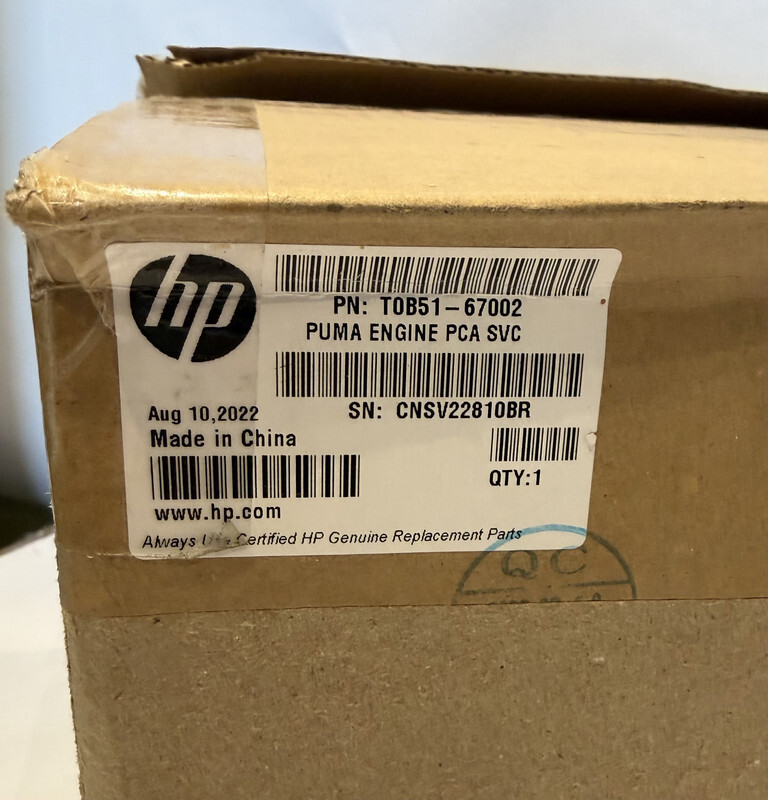 hp
PN: T0B51-67002
PUMA ENGINE PCA SVC
SN: CNSV22810BR
Aug 10,2022
Made in China
QTY:1
www.hp.com
Always Certified HP Genuine Replacement Parts
QC